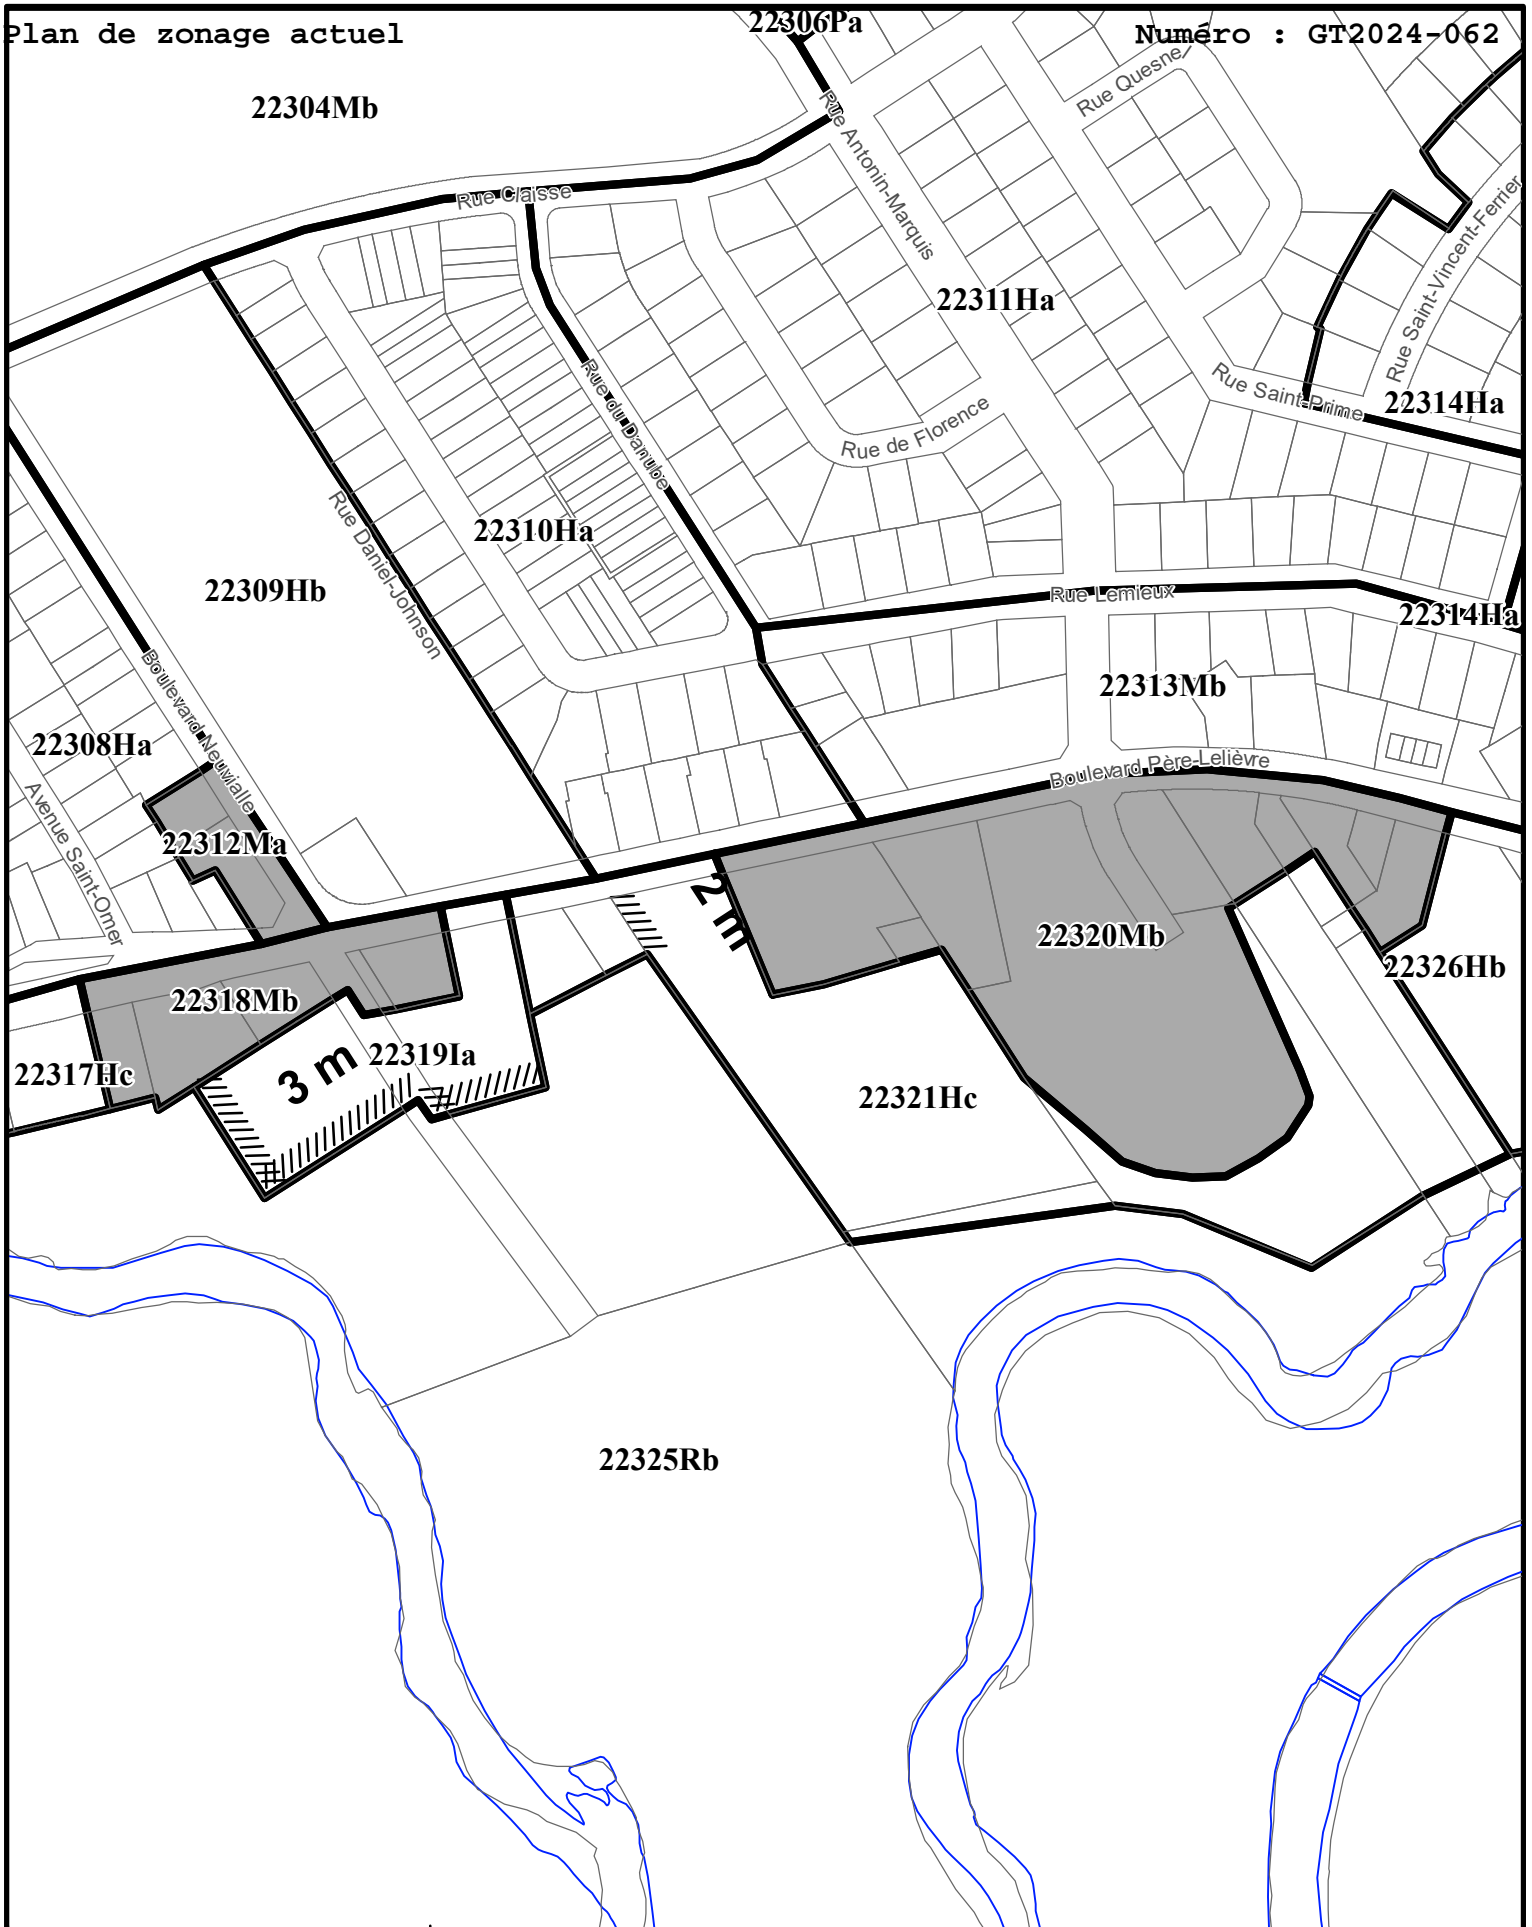 Plan de zonage actuel
Numéro : GT2024-062
22306Pa
22304Mb
Rue Quesne
Rue Antonin-Marquis
Rue Claisse
Rue Saint-Vincent-Ferrier
22311Ha
Rue du Danube
Rue Saint-Prime
22314Ha
Rue de Florence
22310Ha
Rue Daniel-Johnson
22309Hb
Rue Lemieux
22314Ha
22313Mb
Boulevard Neuvialle
22308Ha
Boulevard Père-Lelièvre
Avenue Saint-Omer
22312Ma
2 m
22320Mb
22326Hb
22318Mb
22319Ia
3 m
22317Hc
22321Hc
22325Rb